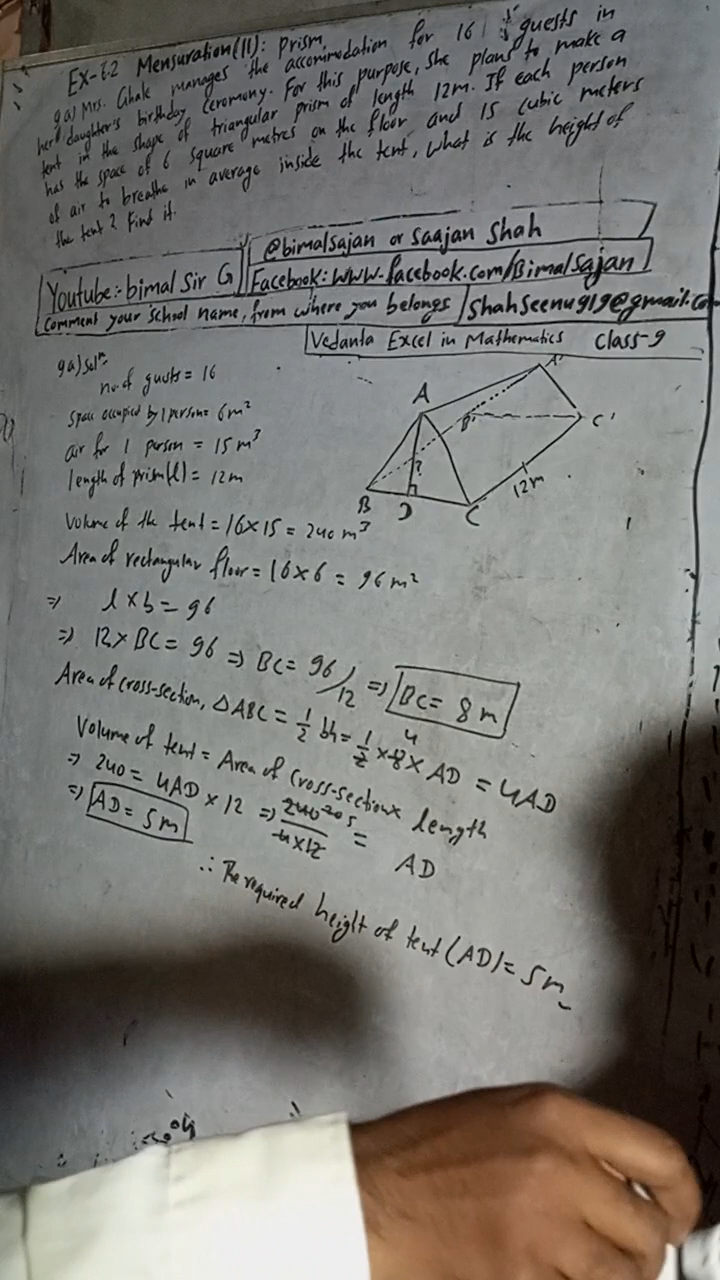 Ex-6.2 Mensuration(II): Prism
9a) Mrs. Ghale manages the accommodation for 16 guests in
her daughter's birthday ceremony. For this purpose, she plans to make a
tent in the shape of triangular prism of length 12m. If each person
has the space of 6 square metres on the floor and 15 cubic meters
of air to breathe in average inside the tent, what is the height of
the tent? Find it.
@bimalsajan or Saajan Shah
Youtube:- bimal Sir G
Facebook: www.facebook.com/Bimalsajan
Comment your school name, from where you belongs
Shahseenu919@gmail.com
Vedanta Excel in Mathematics Class-9
9a) solⁿ:
no. of guests = 16
space occupied by 1 person = 6m²
air for 1 person = 15 m³
length of prism(l) = 12m
A
A'
B'
C'
?
B
D
C
12m
Volume of the tent = 16×15 = 240 m³
Area of rectangular floor = 16×6 = 96m²
⇒ l×b = 96
⇒ 12×BC = 96 ⇒ BC = 96/12 ⇒ BC = 8m
Area of cross-section, ΔABC = 1/2 bh = 1/2 × 8 4 × AD = 4AD
Volume of tent = Area of cross-section × length
⇒ 240 = 4AD × 12 ⇒ 240 20 5 / 4×12 = AD
⇒ AD = 5m
∴ The required height of tent (AD) = 5m